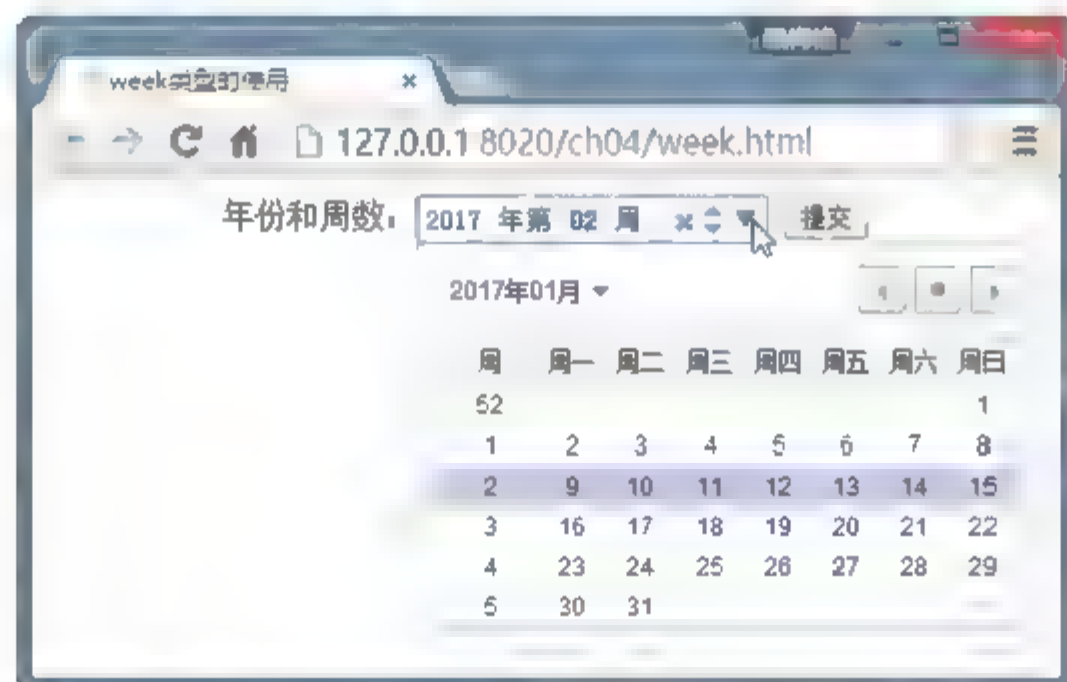 week类型的使用 ×
127.0.0.1:8020/ch04/week.html
年份和周数： 2017 年第 02 周 提交
2017年01月
周 周一 周二 周三 周四 周五 周六 周日
52 1
1 2 3 4 5 6 7 8
2 9 10 11 12 13 14 15
3 16 17 18 19 20 21 22
4 23 24 25 26 27 28 29
5 30 31